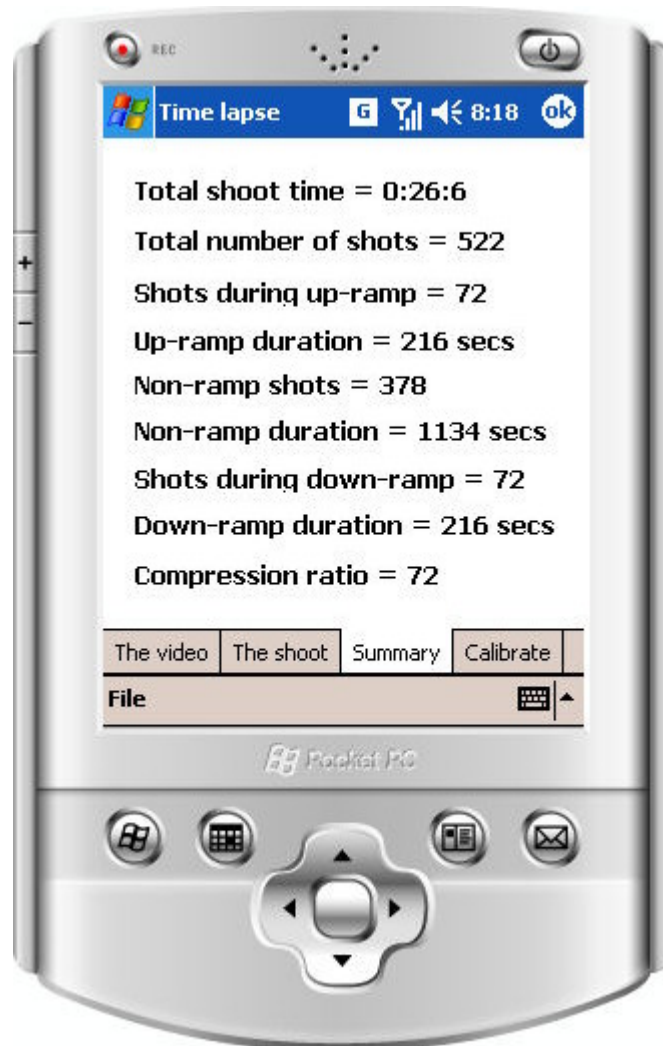 REC
Time lapse G 8:18 ok
Total shoot time = 0:26:6
Total number of shots = 522
Shots during up-ramp = 72
Up-ramp duration = 216 secs
Non-ramp shots = 378
Non-ramp duration = 1134 secs
Shots during down-ramp = 72
Down-ramp duration = 216 secs
Compression ratio = 72
The video The shoot Summary Calibrate
File
Pocket PC